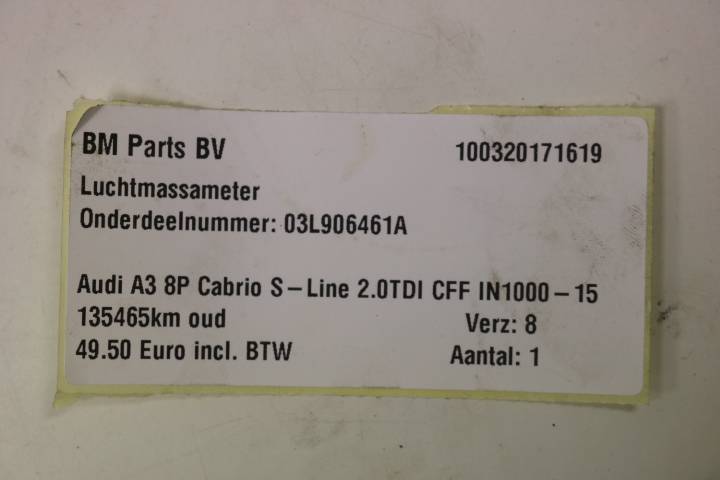 BM Parts BV 100320171619
Luchtmassameter
Onderdeelnummer: 03L906461A
Audi A3 8P Cabrio S-Line 2.0TDI CFF IN1000-15
135465km oud Verz: 8
49.50 Euro incl. BTW Aantal: 1